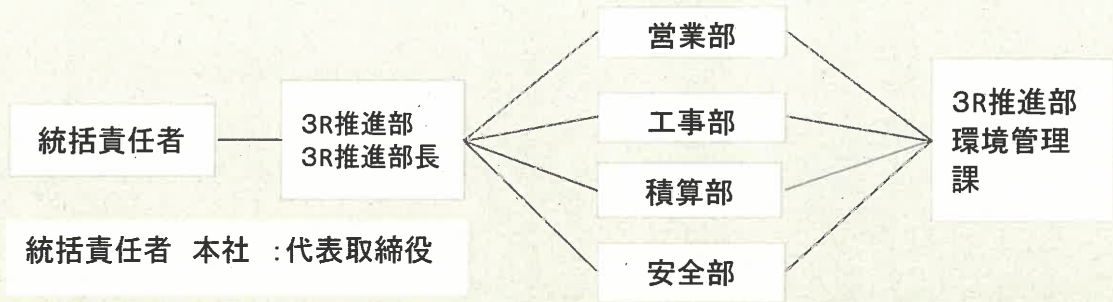 統括責任者
3R推進部
3R推進部長
営業部
工事部
積算部
安全部
3R推進部
環境管理
課
統括責任者 本社 :代表取締役